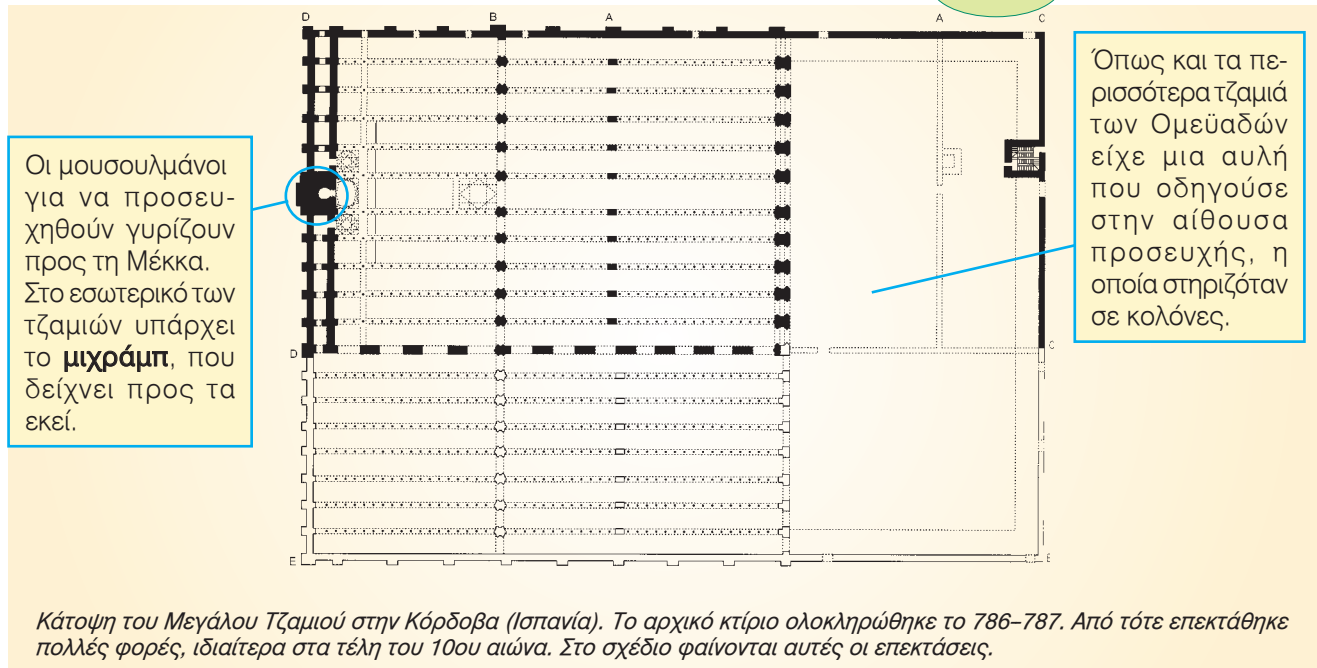 D B A A C
Οι μουσουλμάνοι
για να προσευ-
χηθούν γυρίζουν
προς τη Μέκκα.
Στο εσωτερικό των
τζαμιών υπάρχει
το μιχράμπ, που
δείχνει προς τα
εκεί.
Όπως και τα πε-
ρισσότερα τζαμιά
των Ομεϋαδών
είχε μια αυλή
που οδηγούσε
στην αίθουσα
προσευχής, η
οποία στηριζόταν
σε κολόνες.
D C
E E
Κάτοψη του Μεγάλου Τζαμιού στην Κόρδοβα (Ισπανία). Το αρχικό κτίριο ολοκληρώθηκε το 786–787. Από τότε επεκτάθηκε
πολλές φορές, ιδιαίτερα στα τέλη του 10ου αιώνα. Στο σχέδιο φαίνονται αυτές οι επεκτάσεις.